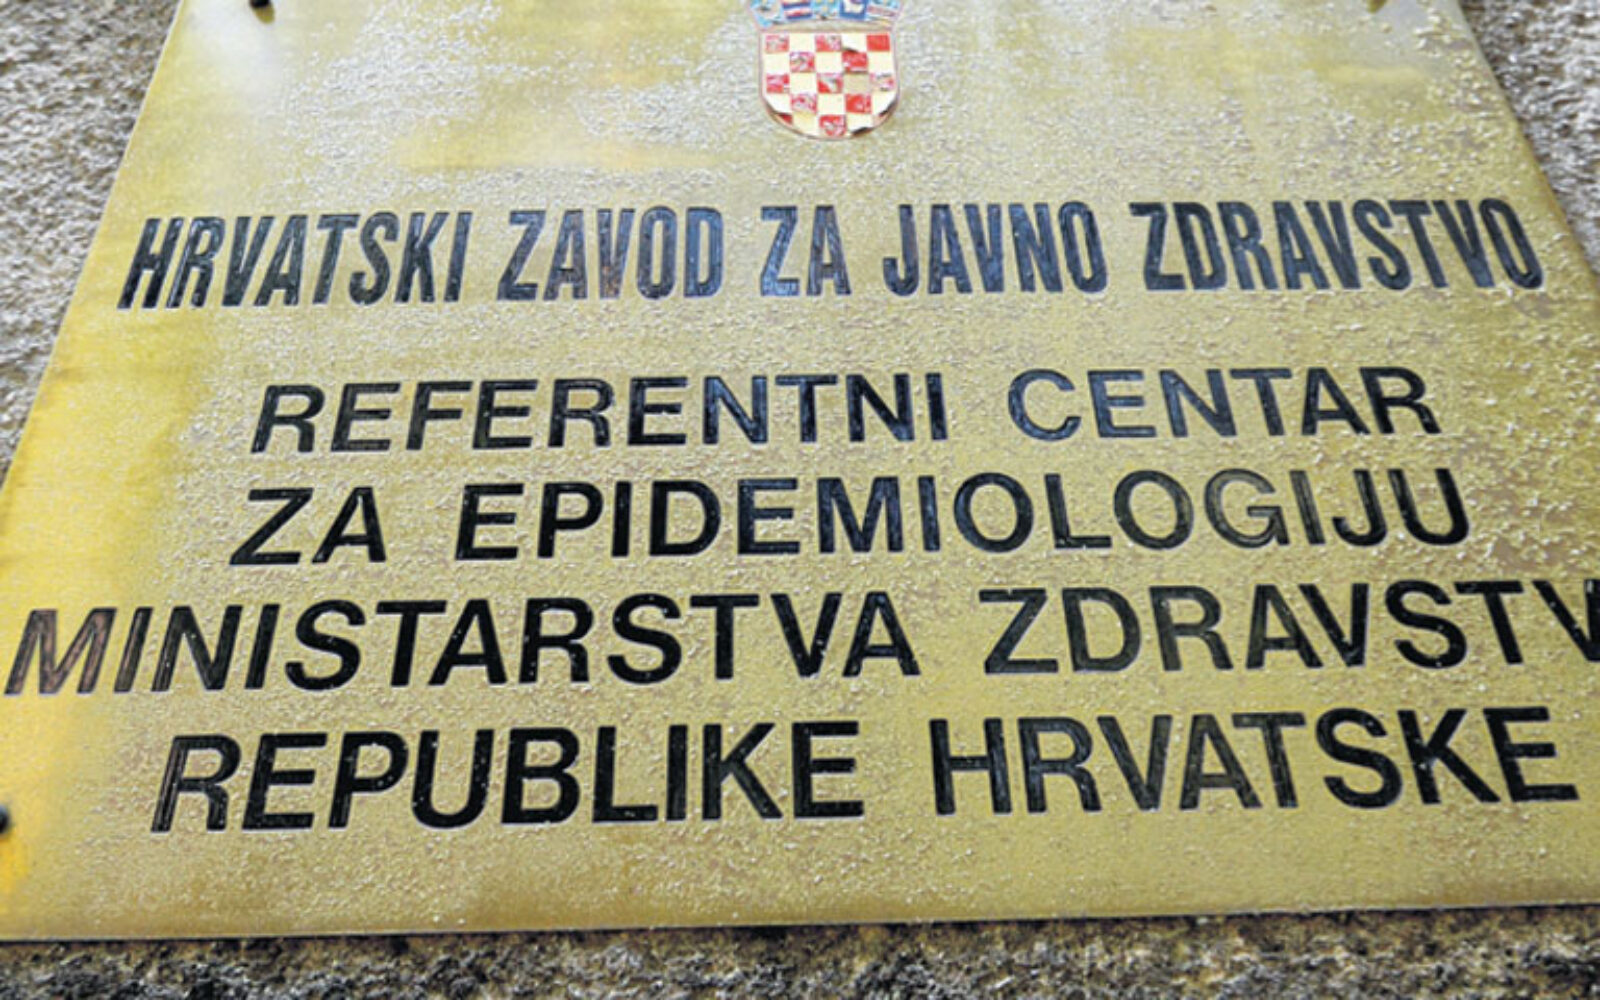 HRVATSKI ZAVOD ZA JAVNO ZDRAVSTVO
REFERENTNI CENTAR
ZA EPIDEMIOLOGIJU
MINISTARSTVA ZDRAVSTV
REPUBLIKE HRVATSKE